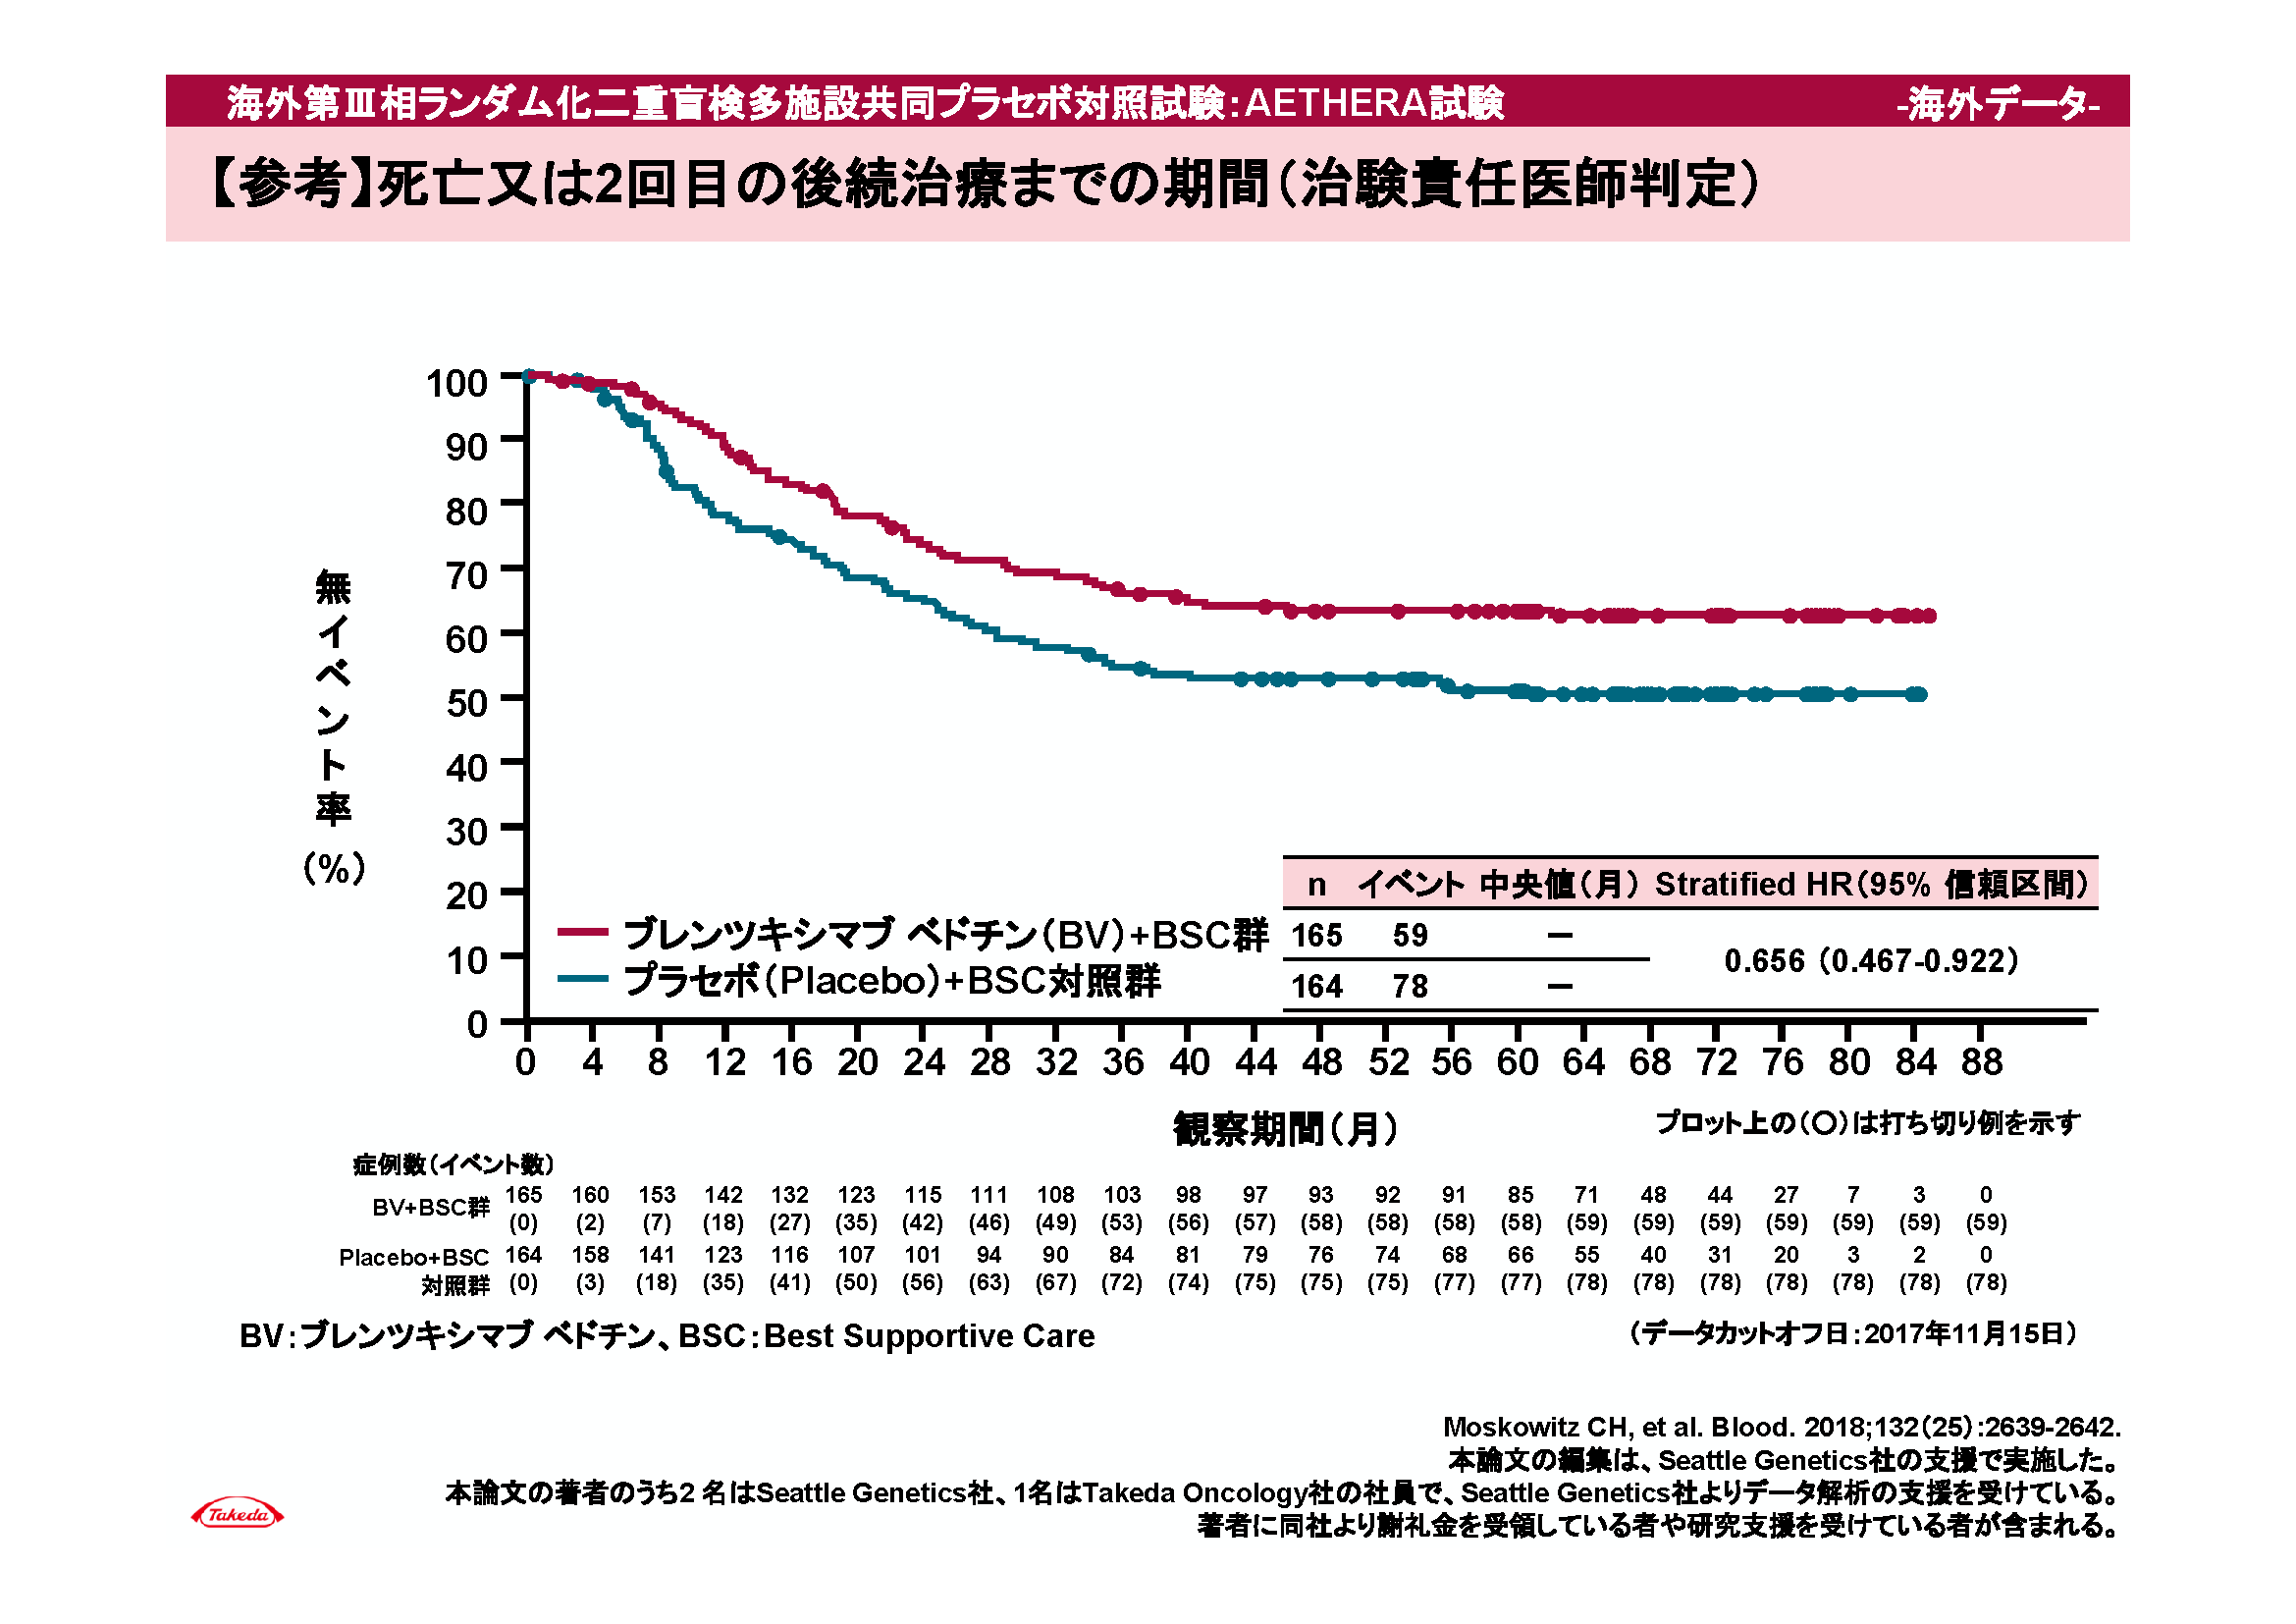 海外第Ⅲ相ランダム化二重盲検多施設共同プラセボ対照試験：AETHERA試験 -海外データ-
【参考】死亡又は2回目の後続治療までの期間（治験責任医師判定）
無イベント率（%）
100
90
80
70
60
50
40
30
20
10
0
n イベント 中央値（月） Stratified HR（95% 信頼区間）
ブレンツキシマブ ベドチン（BV）+BSC群 165 59 －
0.656（0.467-0.922）
プラセボ（Placebo）+BSC対照群 164 78 －
0 4 8 12 16 20 24 28 32 36 40 44 48 52 56 60 64 68 72 76 80 84 88
観察期間（月）
プロット上の（○）は打ち切り例を示す
症例数（イベント数）
BV+BSC群 165 160 153 142 132 123 115 111 108 103 98 97 93 92 91 85 71 48 44 27 7 3 0
(0) (2) (7) (18) (27) (35) (42) (46) (49) (53) (56) (57) (58) (58) (58) (58) (59) (59) (59) (59) (59) (59) (59)
Placebo+BSC 164 158 141 123 116 107 101 94 90 84 81 79 76 74 68 66 55 40 31 20 3 2 0
対照群 (0) (3) (18) (35) (41) (50) (56) (63) (67) (72) (74) (75) (75) (75) (77) (77) (78) (78) (78) (78) (78) (78) (78)
BV：ブレンツキシマブ ベドチン、BSC：Best Supportive Care
（データカットオフ日：2017年11月15日）
Moskowitz CH, et al. Blood. 2018;132（25）:2639-2642.
本論文の編集は、Seattle Genetics社の支援で実施した。
本論文の著者のうち2 名はSeattle Genetics社、1名はTakeda Oncology社の社員で、Seattle Genetics社よりデータ解析の支援を受けている。
著者に同社より謝礼金を受領している者や研究支援を受けている者が含まれる。
Takeda